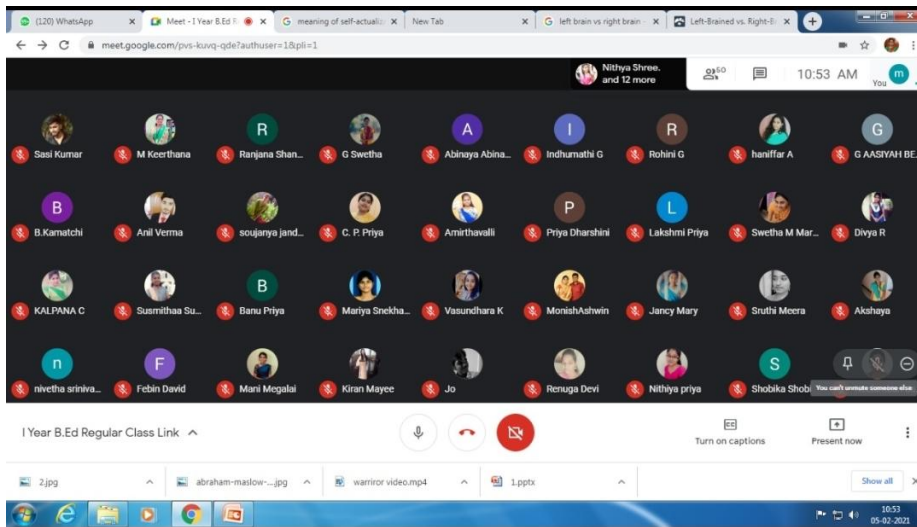 (120) WhatsApp
Meet - I Year B.Ed R
meaning of self-actualiz
New Tab
left brain vs right brain -
Left-Brained vs. Right-B
meet.google.com/pvs-kuvq-qde?authuser=1&pli=1
Nithya Shree.
and 12 more
50
10:53 AM
You
m
R
A
I
R
G
Sasi Kumar
M Keerthana
Ranjana Shan...
G Swetha
Abinaya Abina...
Indhumathi G
Rohini G
haniffar A
G AASIYAH BE
B
P
L
B.Kamatchi
Anil Verma
soujanya jand...
C. P. Priya
Amirthavalli
Priya Dharshini
Lakshmi Priya
Swetha M Mar...
Divya R
B
KALPANA C
Susmithaa Su...
Banu Priya
Mariya Snekha...
Vasundhara K
MonishAshwin
Jancy Mary
Sruthi Meera
Akshaya
n
F
S
nivetha sriniva...
Febin David
Mani Megalai
Kiran Mayee
Jo
Renuga Devi
Nithiya priya
Shobika Shobi
You can't unmute someone else
I Year B.Ed Regular Class Link
Turn on captions
Present now
2.jpg
abraham-maslow-....jpg
warriror video.mp4
1.pptx
Show all
10:53
05-02-2021